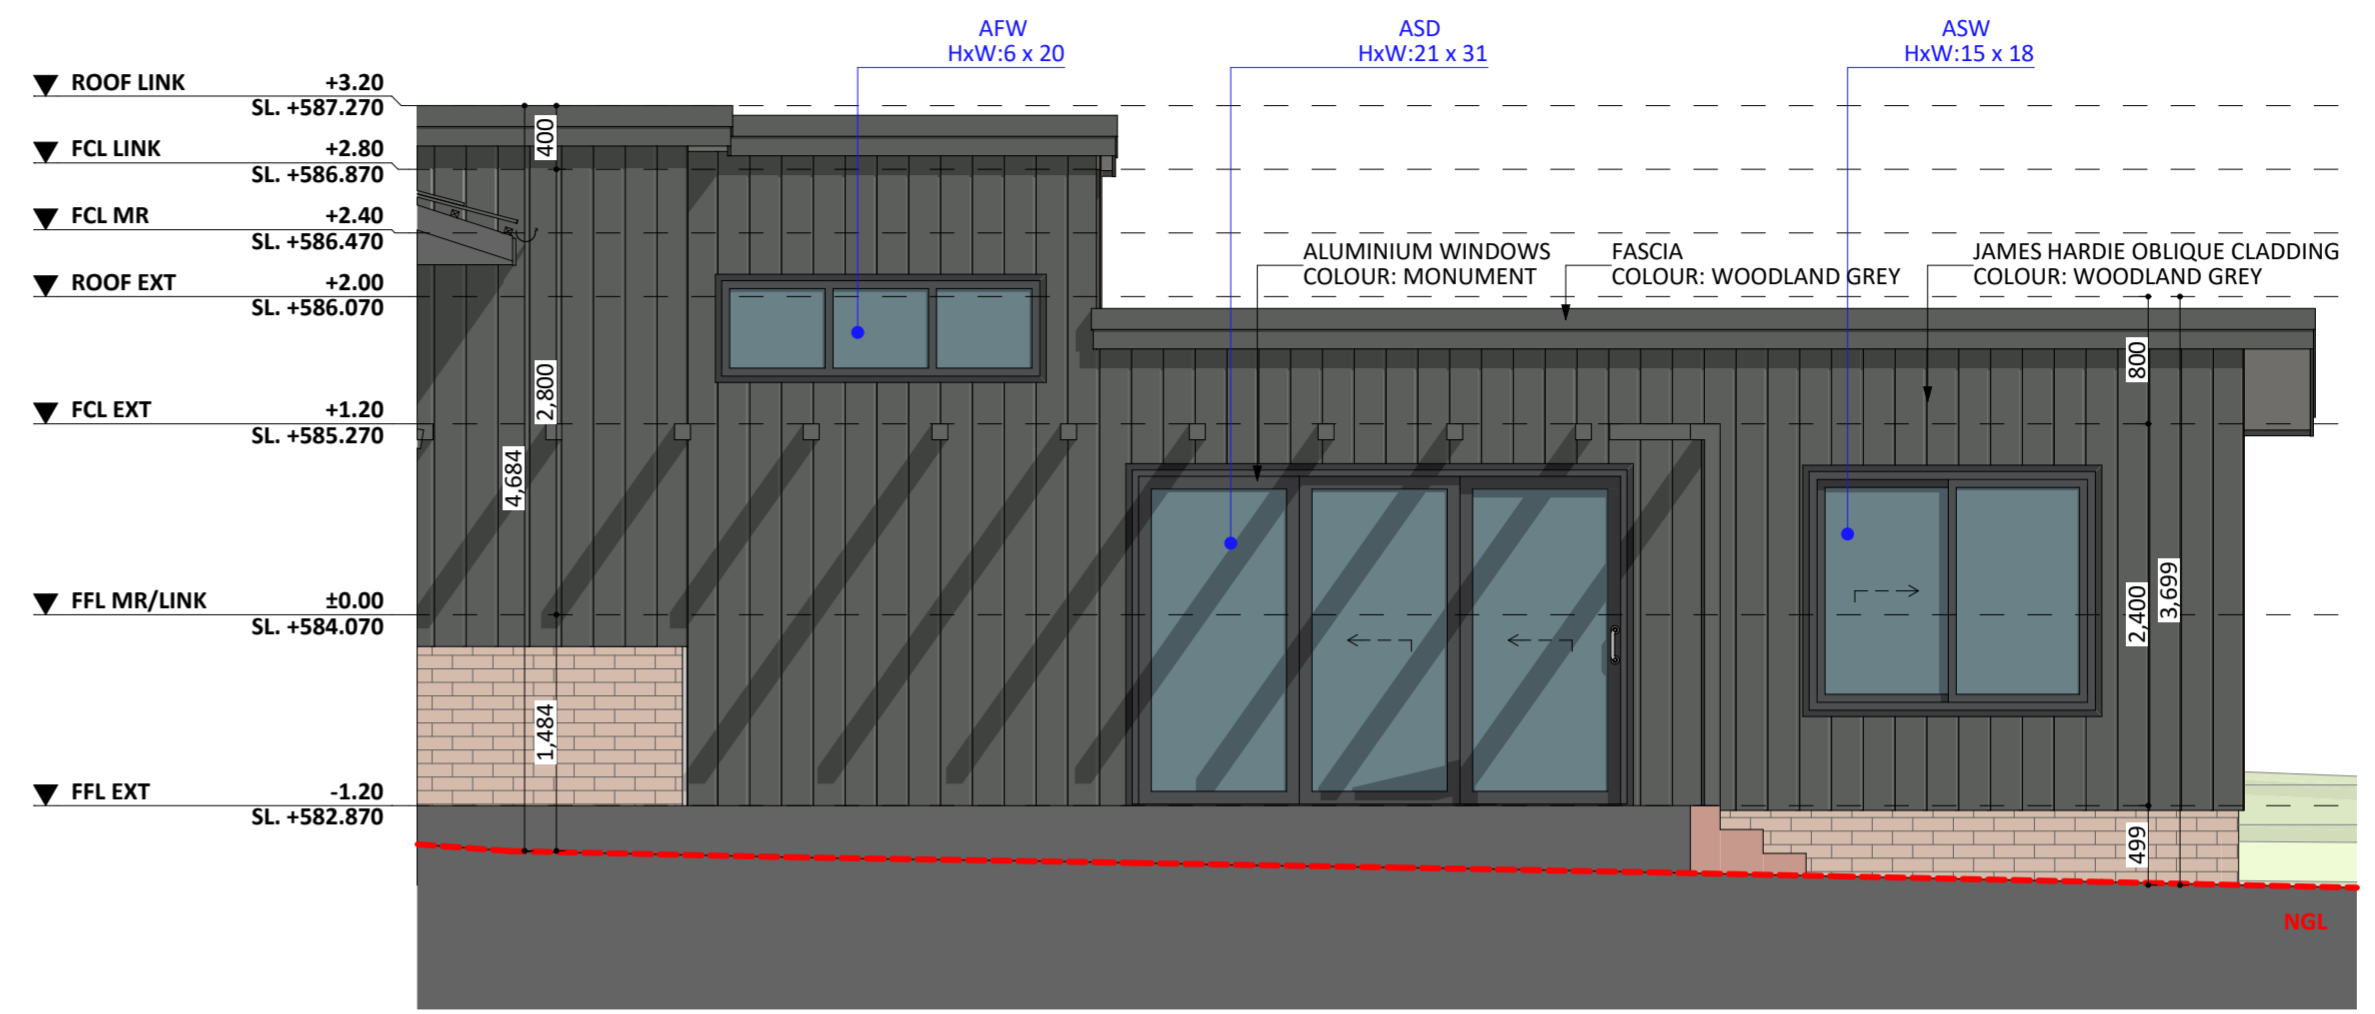 AFW
HxW:6 x 20
ASD
HxW:21 x 31
ASW
HxW:15 x 18
ROOF LINK +3.20
SL. +587.270
FCL LINK +2.80
SL. +586.870
FCL MR +2.40
SL. +586.470
ROOF EXT +2.00
SL. +586.070
FCL EXT +1.20
SL. +585.270
FFL MR/LINK ±0.00
SL. +584.070
FFL EXT -1.20
SL. +582.870
400
2,800
4,684
1,484
ALUMINIUM WINDOWS
COLOUR: MONUMENT
FASCIA
COLOUR: WOODLAND GREY
JAMES HARDIE OBLIQUE CLADDING
COLOUR: WOODLAND GREY
800
2,400
3,699
499
NGL